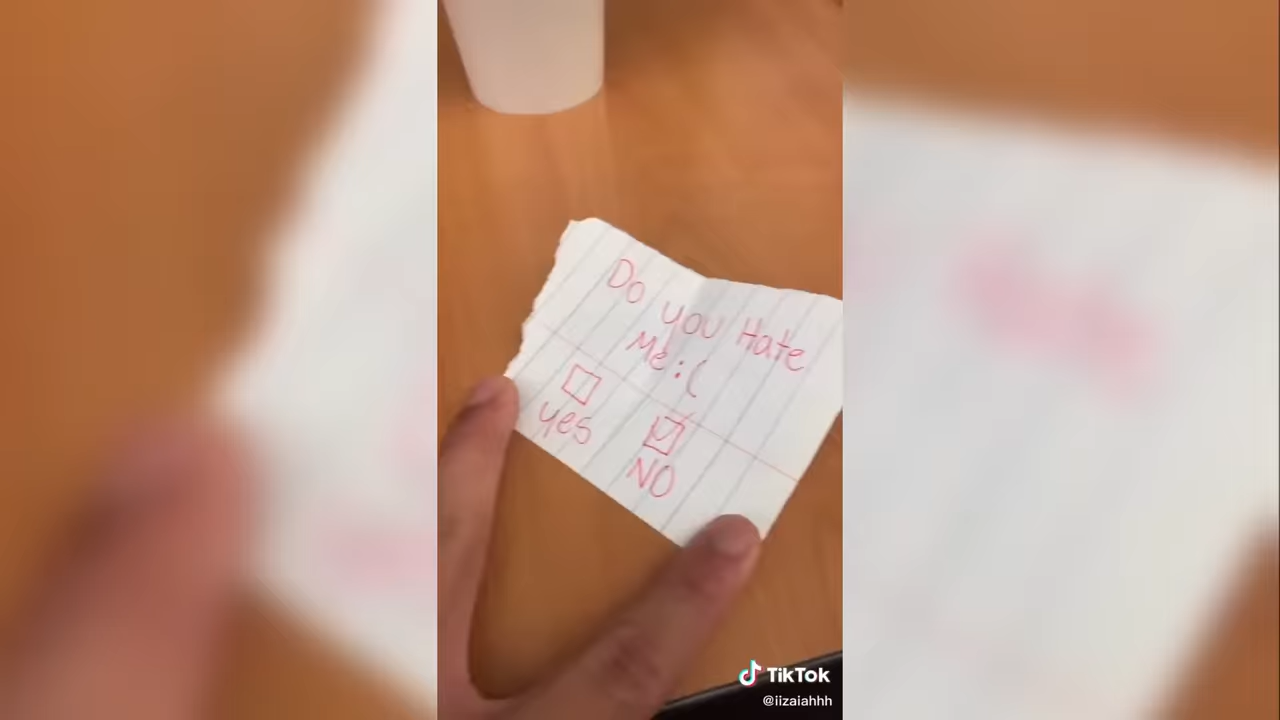 Do you Hate
Me :(
yes
NO
TikTok
@iizaiahhh